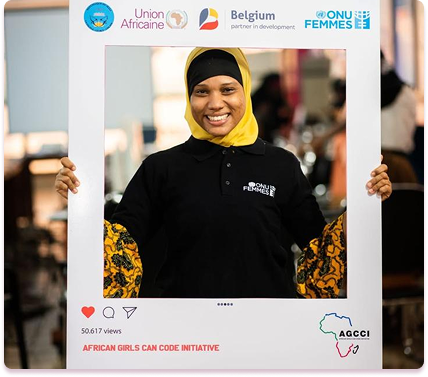 Union
Africaine
Belgium
partner in development
ONU
FEMMES
ONU
FEMMES
50.617 views
AFRICAN GIRLS CAN CODE INITIATIVE
AGCCI